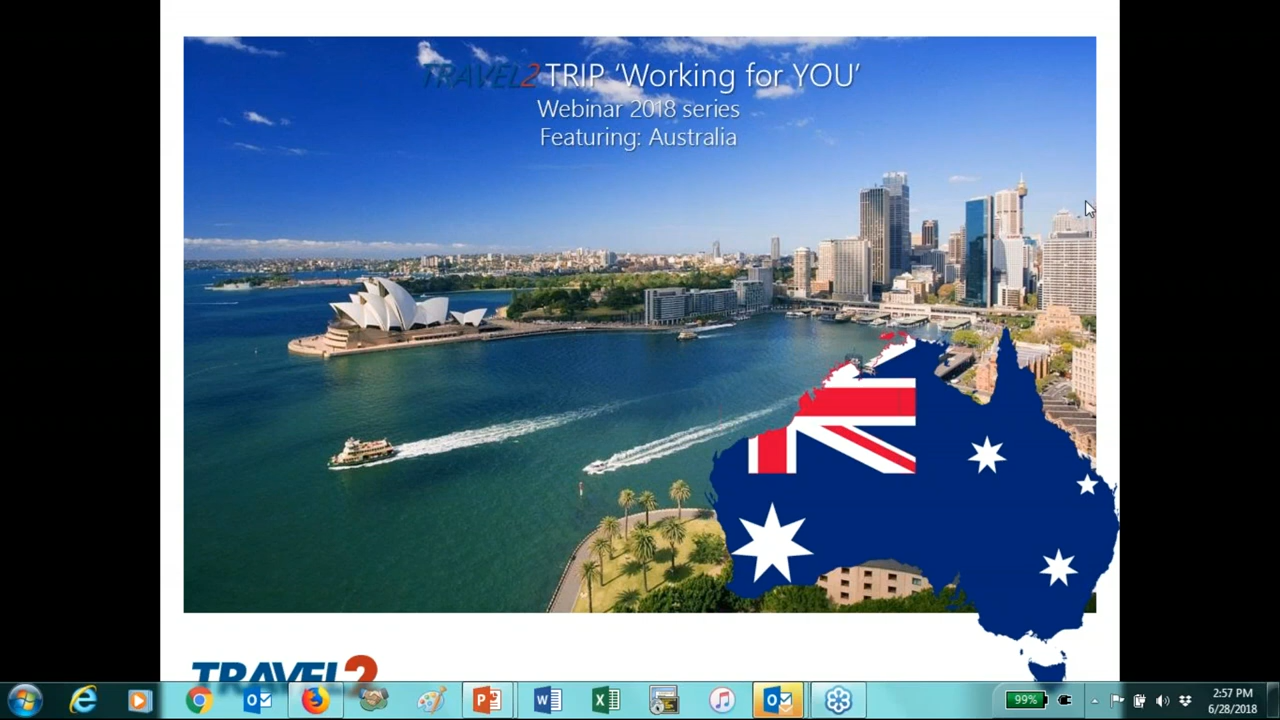 TRAVEL2 TRIP ‘Working for YOU’
Webinar 2018 series
Featuring: Australia
TRAVEL2
99%
2:57 PM
6/28/2018